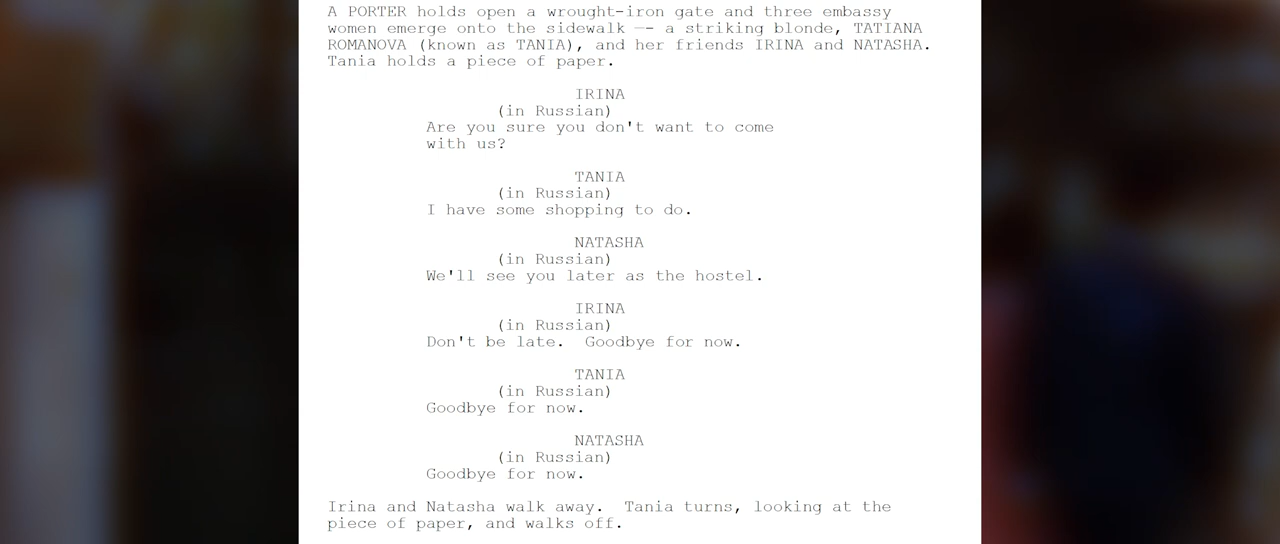 A PORTER holds open a wrought-iron gate and three embassy
women emerge onto the sidewalk —- a striking blonde, TATIANA
ROMANOVA (known as TANIA), and her friends IRINA and NATASHA.
Tania holds a piece of paper.
IRINA
(in Russian)
Are you sure you don't want to come
with us?
TANIA
(in Russian)
I have some shopping to do.
NATASHA
(in Russian)
We'll see you later as the hostel.
IRINA
(in Russian)
Don't be late.  Goodbye for now.
TANIA
(in Russian)
Goodbye for now.
NATASHA
(in Russian)
Goodbye for now.
Irina and Natasha walk away.  Tania turns, looking at the
piece of paper, and walks off.